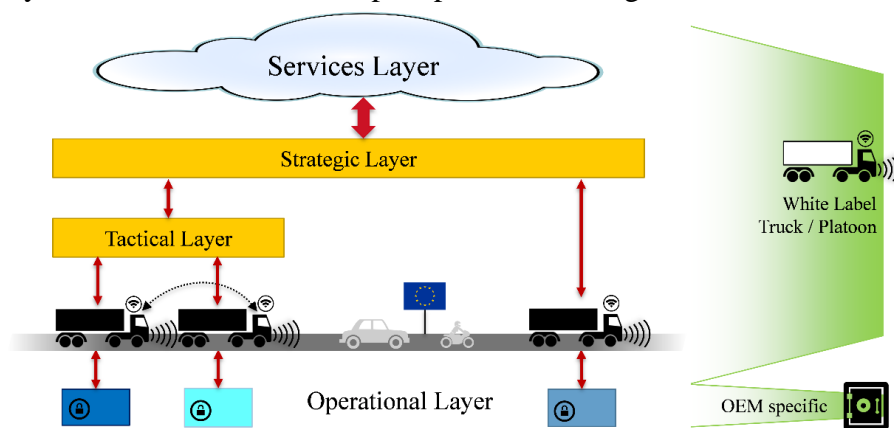 Services Layer
Strategic Layer
Tactical Layer
White Label
Truck / Platoon
Operational Layer
OEM specific